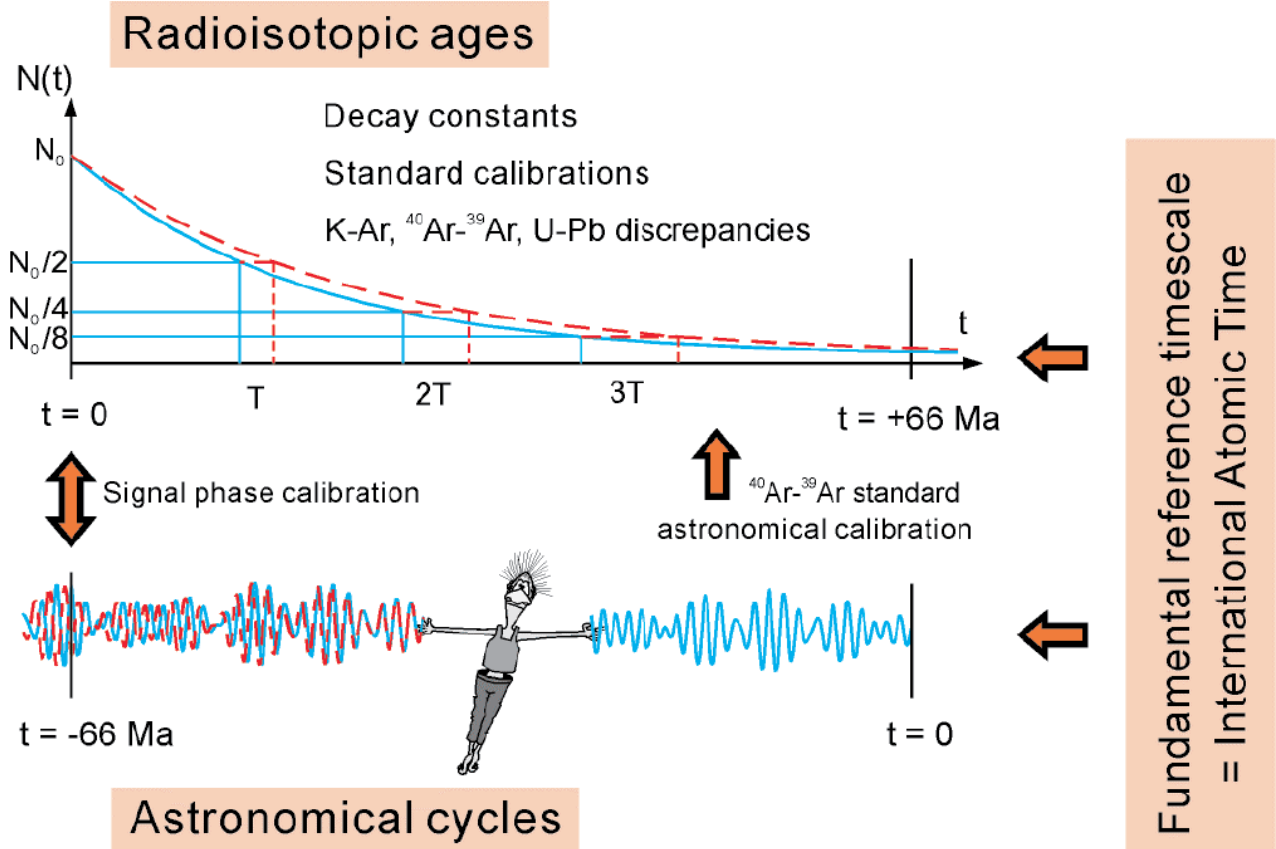 Radioisotopic ages
N(t)
Decay constants
N₀
Standard calibrations
K-Ar, ⁴⁰Ar-³⁹Ar, U-Pb discrepancies
N₀/2
N₀/4
N₀/8
t
T
2T
3T
t = 0
t = +66 Ma
Signal phase calibration
⁴⁰Ar-³⁹Ar standard
astronomical calibration
t = -66 Ma
t = 0
Astronomical cycles
Fundamental reference timescale
= International Atomic Time